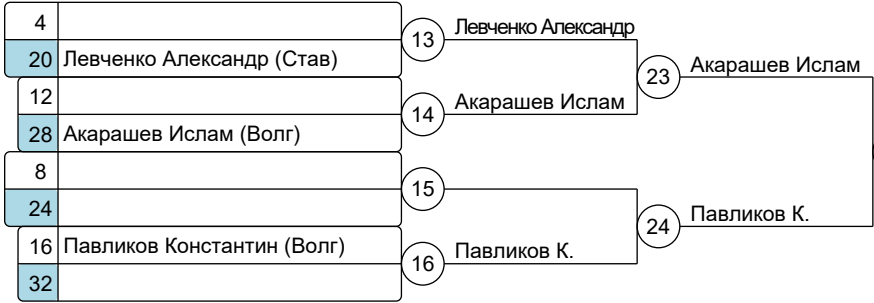 4
20 Левченко Александр (Став)
12
28 Акарашев Ислам (Волг)
8
24
16 Павликов Константин (Волг)
32
13 Левченко Александр
14 Акарашев Ислам
15
16 Павликов К.
23 Акарашев Ислам
24 Павликов К.